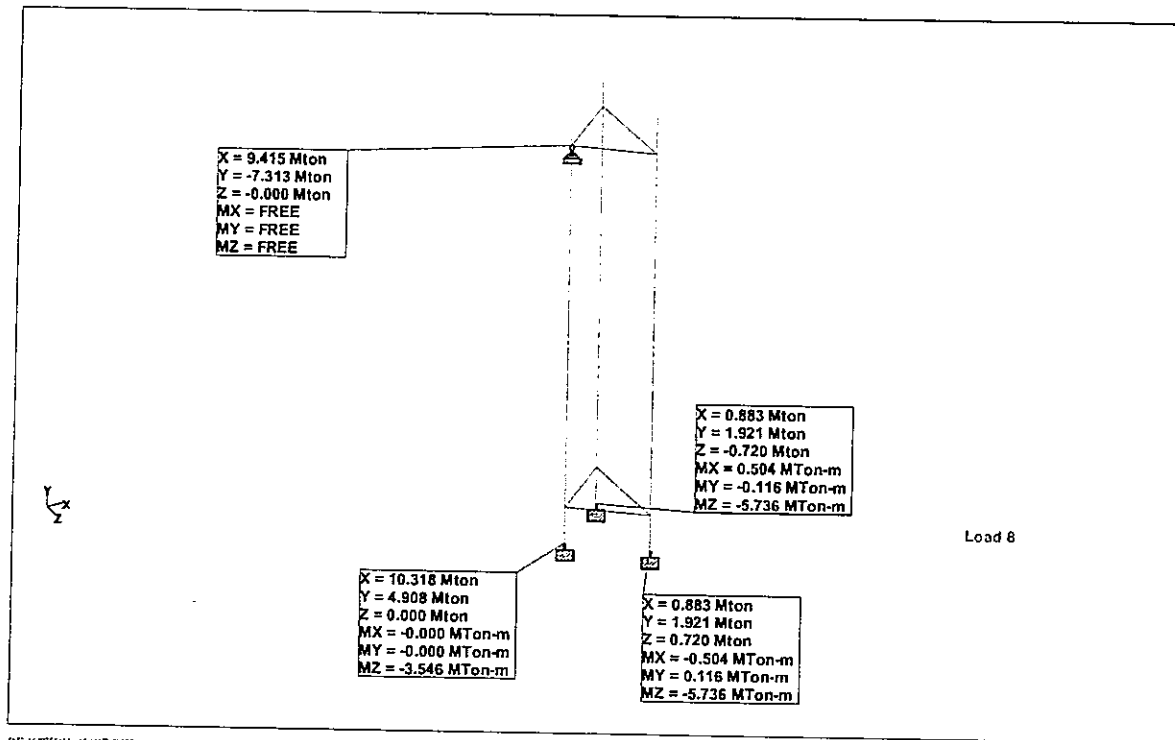 X = 9.415 Mton
Y = -7.313 Mton
Z = -0.000 Mton
MX = FREE
MY = FREE
MZ = FREE
X = 0.883 Mton
Y = 1.921 Mton
Z = -0.720 Mton
MX = 0.504 MTon-m
MY = -0.116 MTon-m
MZ = -5.736 MTon-m
Y
X
Z
Load 8
X = 10.318 Mton
Y = 4.908 Mton
Z = 0.000 Mton
MX = -0.000 MTon-m
MY = -0.000 MTon-m
MZ = -3.546 MTon-m
X = 0.883 Mton
Y = 1.921 Mton
Z = 0.720 Mton
MX = -0.504 MTon-m
MY = 0.116 MTon-m
MZ = -5.736 MTon-m